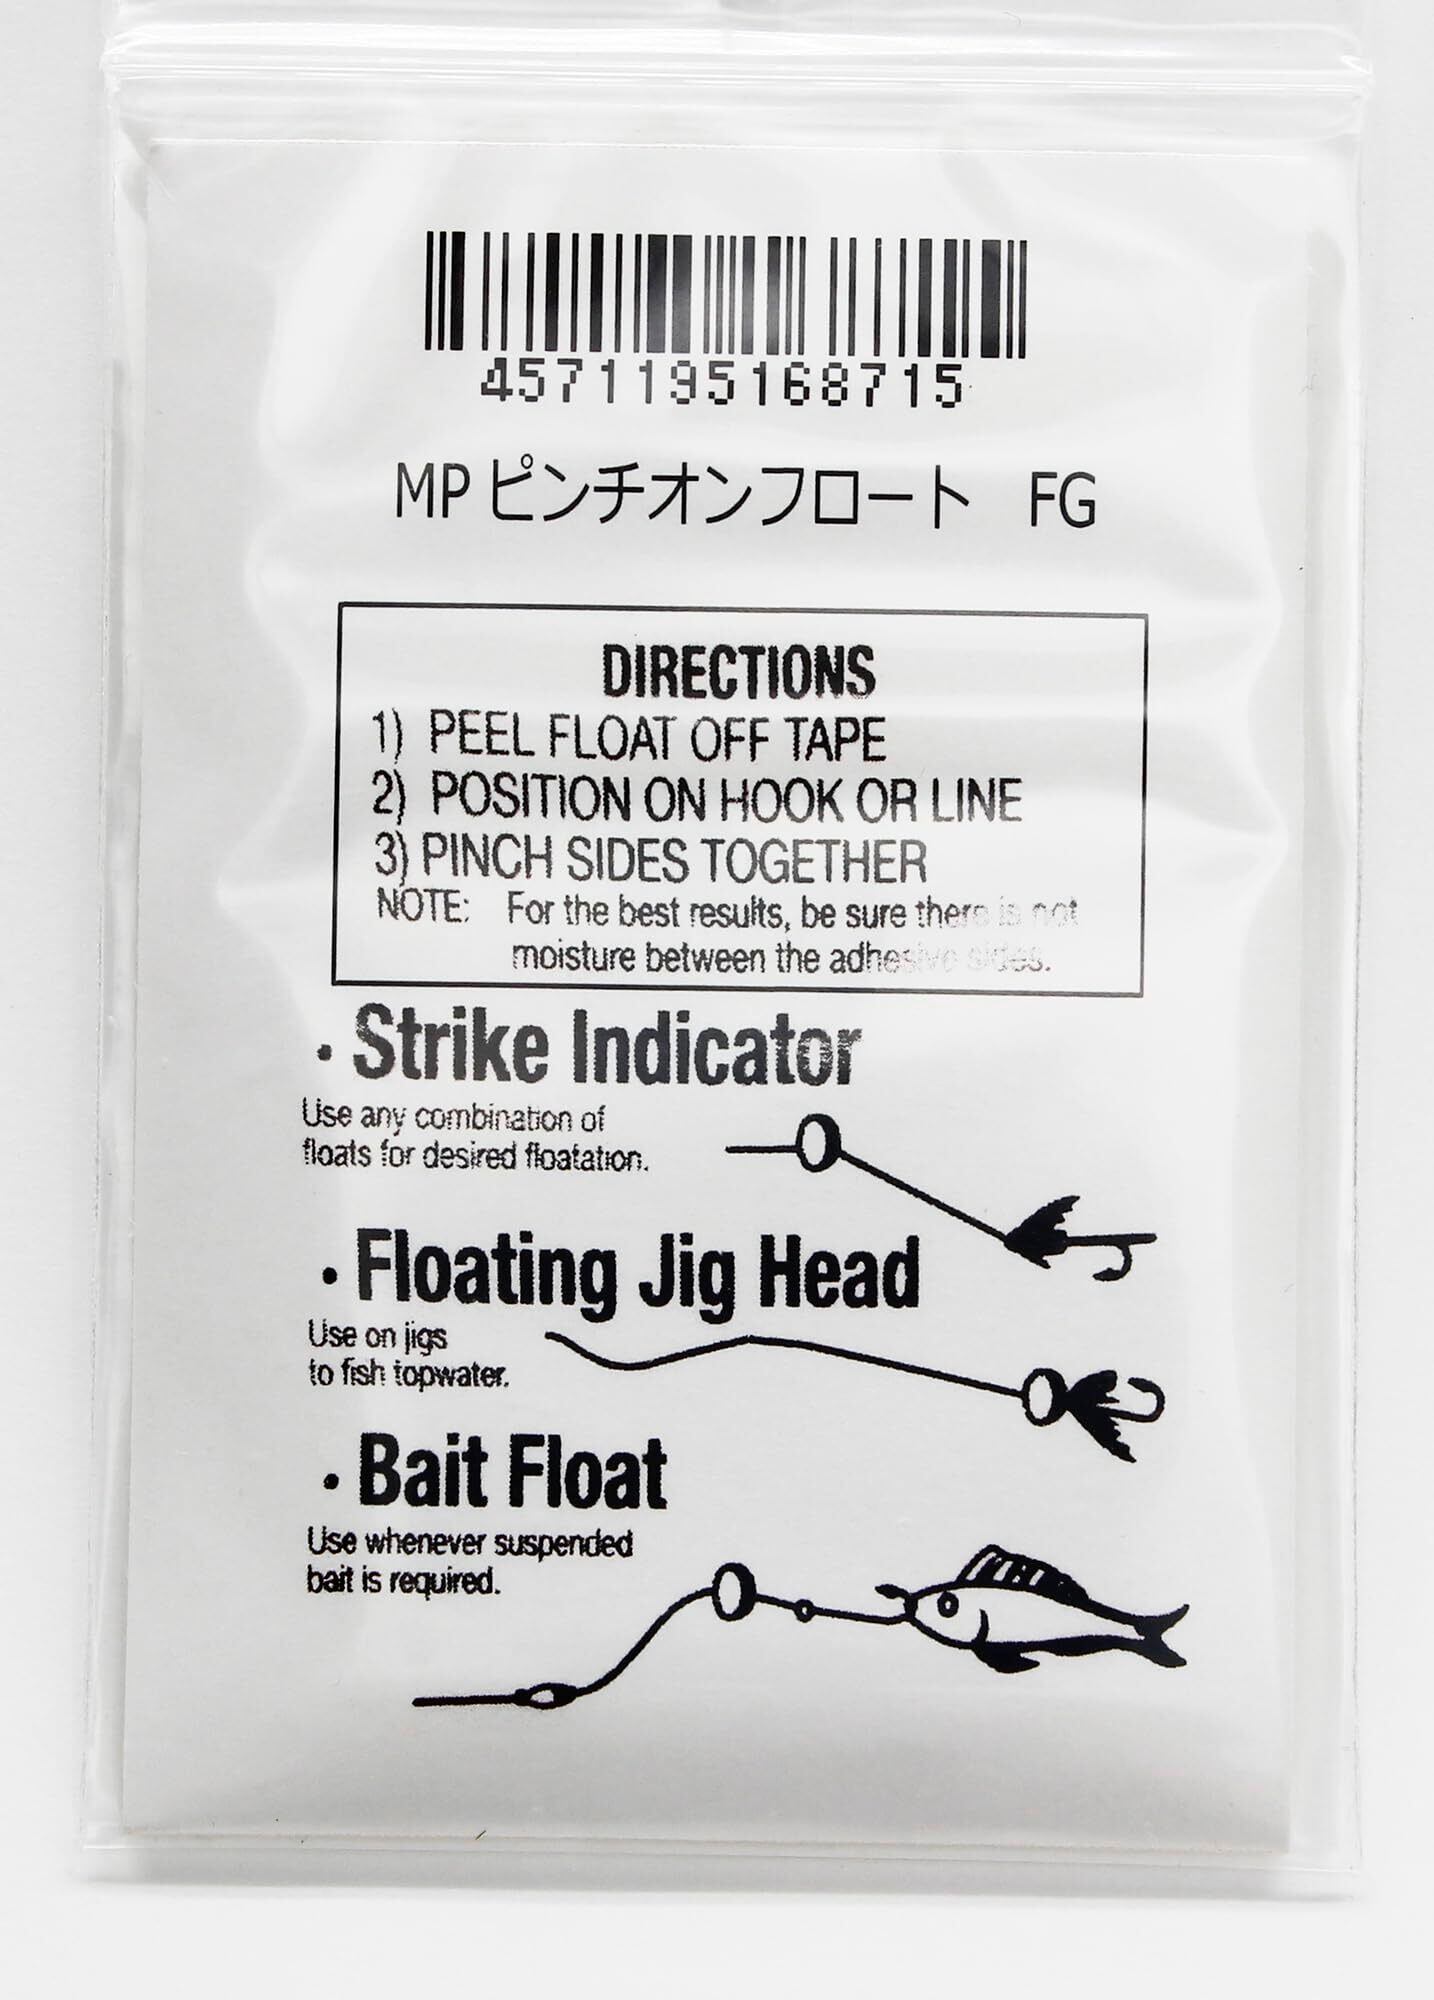 4571195168715
MPピンチオンフロート　FG
DIRECTIONS
1) PEEL FLOAT OFF TAPE
2) POSITION ON HOOK OR LINE
3) PINCH SIDES TOGETHER
NOTE: For the best results, be sure there is not
moisture between the adhesive sides.
· Strike Indicator
Use any combination of
floats for desired floatation.
· Floating Jig Head
Use on jigs
to fish topwater.
· Bait Float
Use whenever suspended
bait is required.